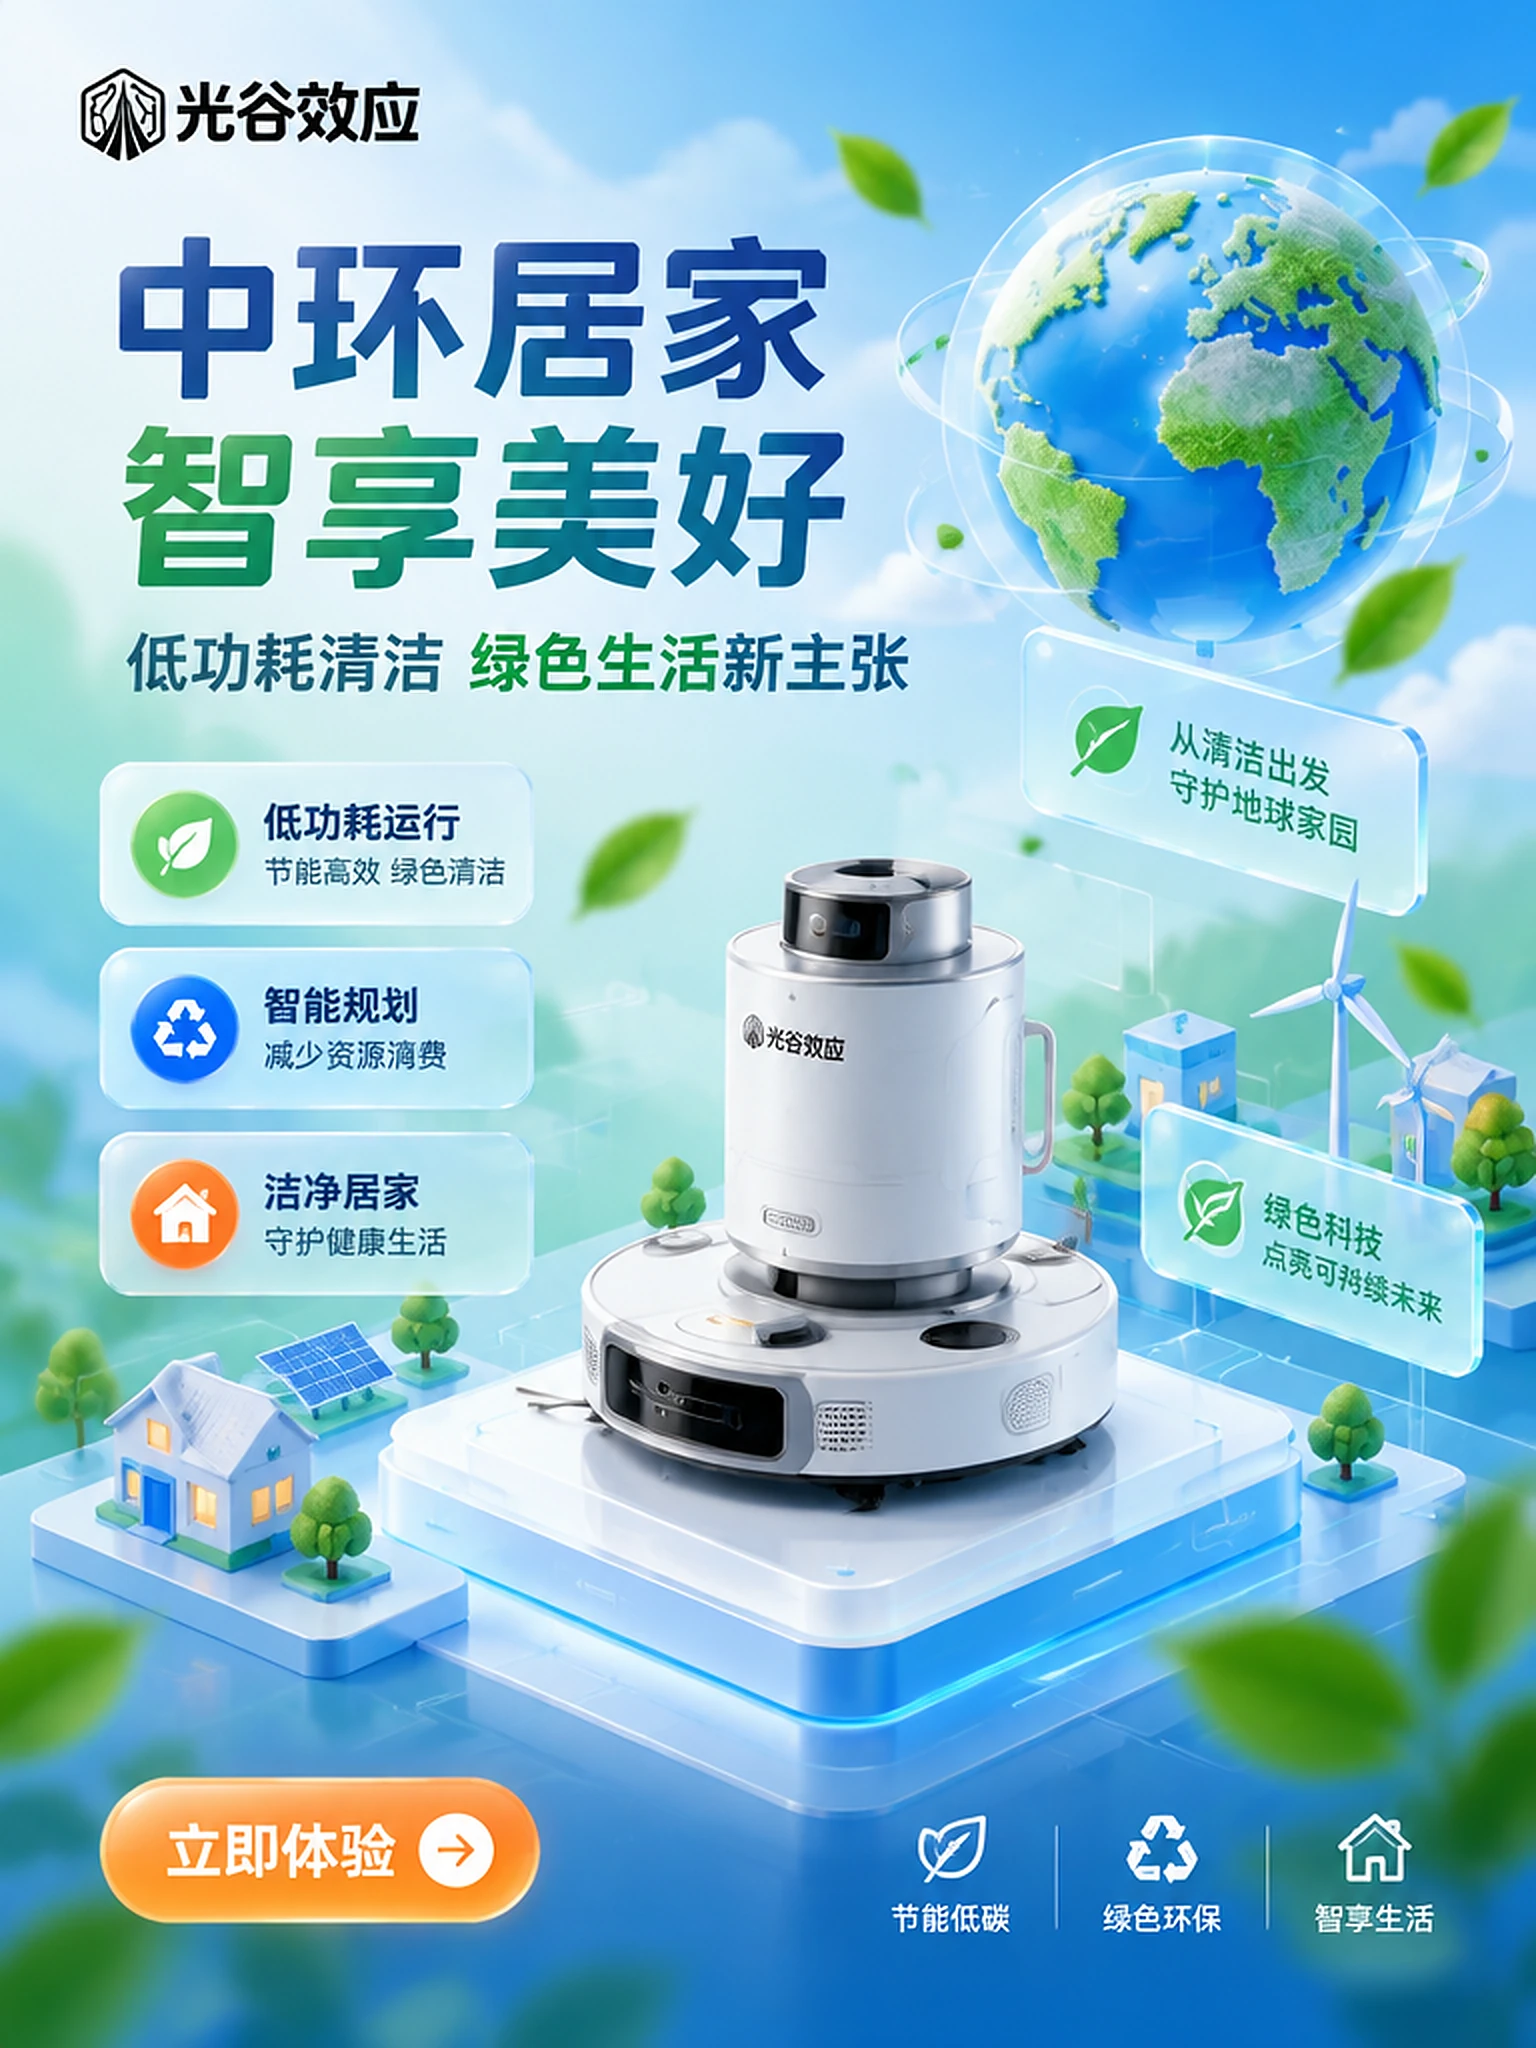 光谷效应
中环居家
智享美好
低功耗清洁 绿色生活新主张
从清洁出发
守护地球家园
低功耗运行
节能高效 绿色清洁
智能规划
减少资源消费
洁净居家
守护健康生活
光谷效应
绿色科技
点亮可持续未来
立即体验
节能低碳
绿色环保
智享生活